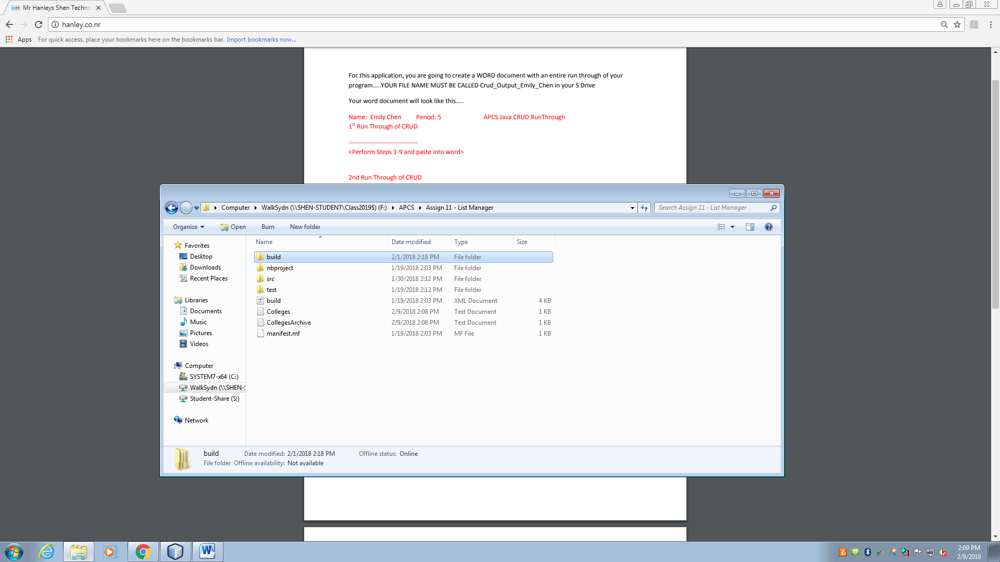 Mr Hanleys Shen Techno
hanley.co.nr
Apps For quick access, place your bookmarks here on the bookmarks bar. Import bookmarks now...
For this application, you are going to create a WORD document with an entire run through of your
program.....YOUR FILE NAME MUST BE CALLED Crud_Output_Emily_Chen in your S Drive
Your word document will look like this.....
Name: Emily Chen Period: 5 APCS Java CRUD RunThrough
1st Run Through of CRUD
---------------------------------
<Perform Steps 1-9 and paste into word>
2nd Run Through of CRUD
Computer WalkSydn (\\SHEN-STUDENT\Class2019$) (F:) APCS Assign 11 - List Manager
Search Assign 11 - List Manager
Organize Open Burn New folder
Name Date modified Type Size
Favorites
Desktop
Downloads
Recent Places
Libraries
Documents
Music
Pictures
Videos
Computer
SYSTEM7-x64 (C:)
WalkSydn (\\SHEN-S
Student-Share (S:)
Network
build 2/1/2018 2:18 PM File folder
nbproject 1/19/2018 2:03 PM File folder
src 1/30/2018 2:12 PM File folder
test 1/19/2018 2:12 PM File folder
build 1/19/2018 2:03 PM XML Document 4 KB
Colleges 2/9/2018 2:08 PM Text Document 1 KB
CollegesArchive 2/9/2018 2:08 PM Text Document 1 KB
manifest.mf 1/19/2018 2:03 PM MF File 1 KB
build Date modified: 2/1/2018 2:18 PM Offline status: Online
File folder Offline availability: Not available
2:09 PM
2/9/2018